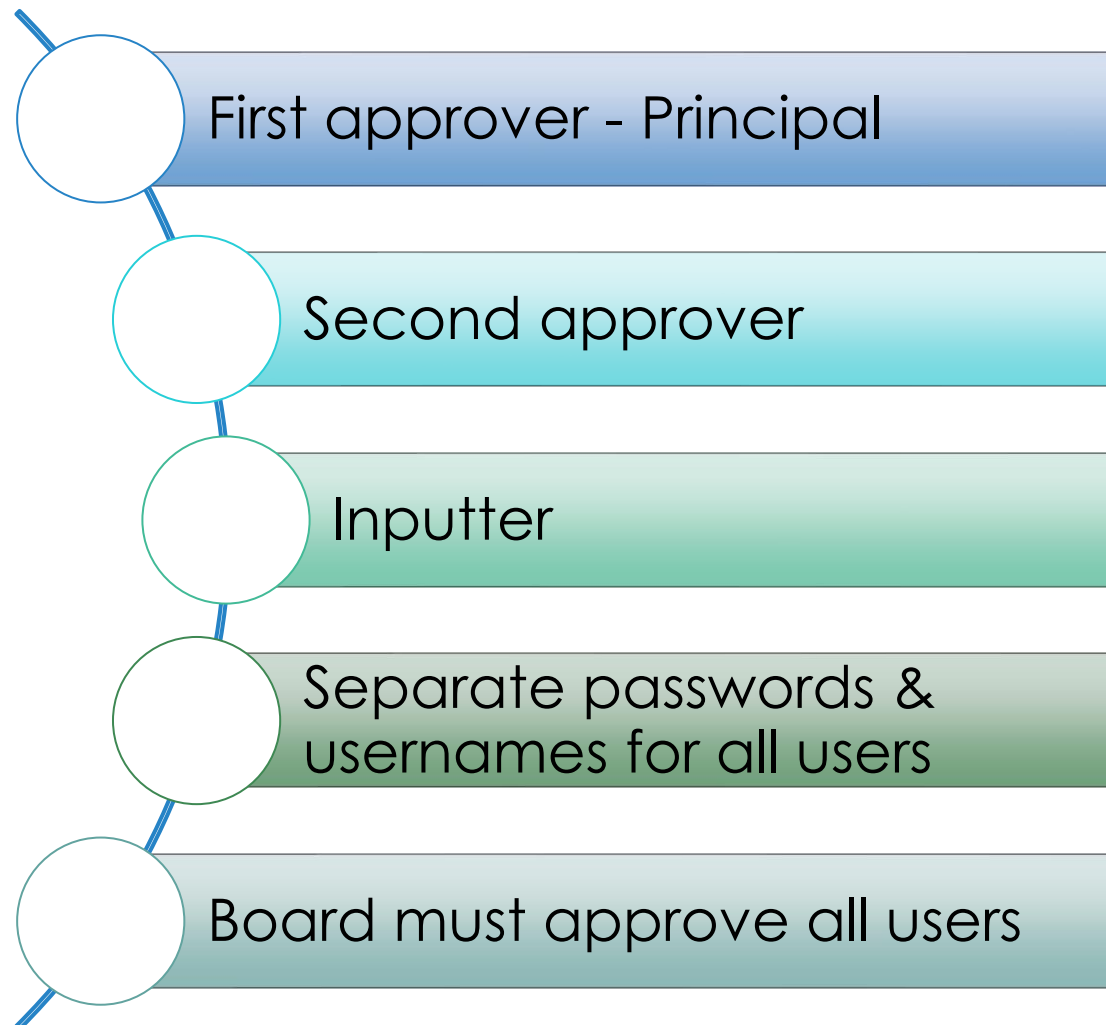 First approver - Principal
Second approver
Inputter
Separate passwords &
usernames for all users
Board must approve all users